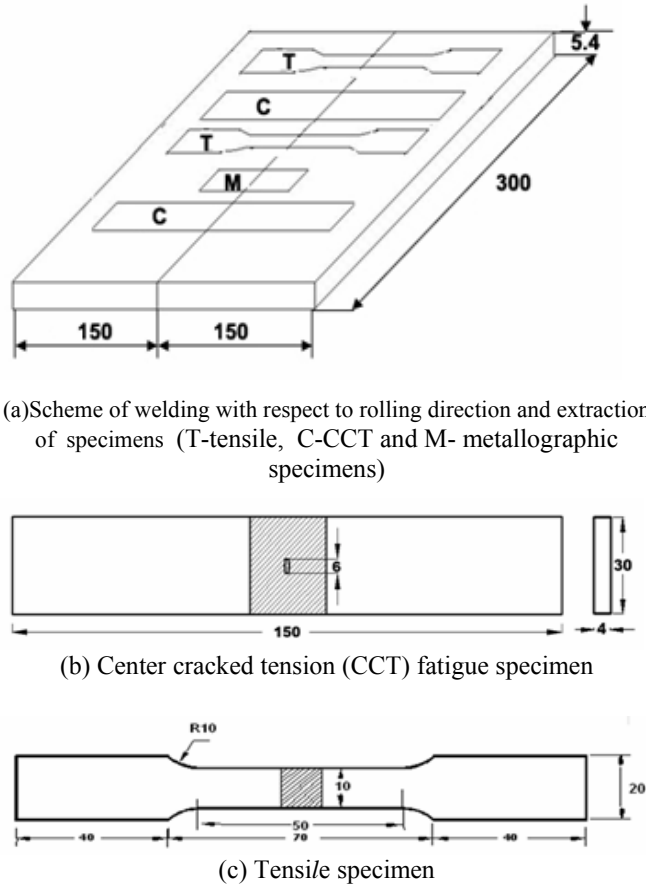 5.4
T
C
T
300
M
C
150 150
(a)Scheme of welding with respect to rolling direction and extraction
of specimens (T-tensile, C-CCT and M- metallographic
specimens)
6
30
150
4
(b) Center cracked tension (CCT) fatigue specimen
R10
10
20
50
40 70 40
(c) Tensile specimen